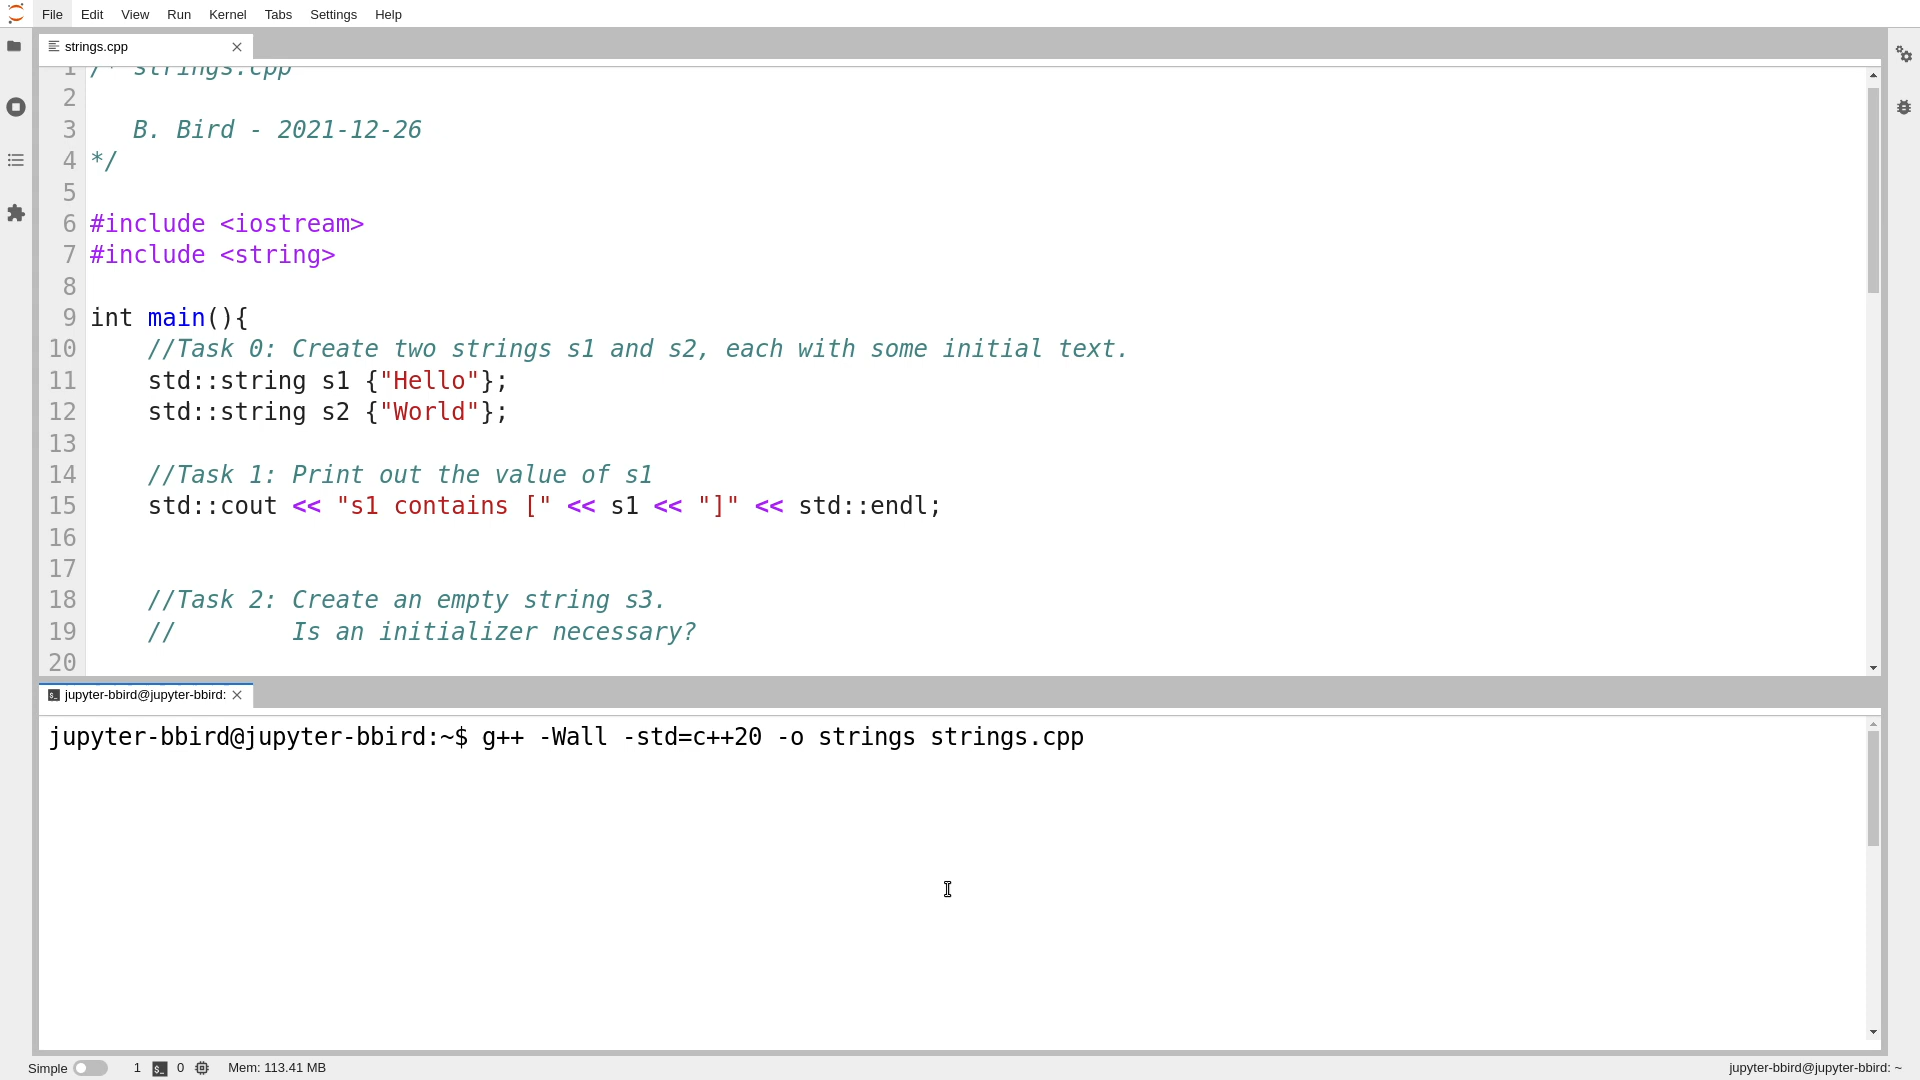 File Edit View Run Kernel Tabs Settings Help
strings.cpp
1 /* strings.cpp
2
3 B. Bird - 2021-12-26
4 */
5
6 #include <iostream>
7 #include <string>
8
9 int main(){
10 //Task 0: Create two strings s1 and s2, each with some initial text.
11 std::string s1 {"Hello"};
12 std::string s2 {"World"};
13
14 //Task 1: Print out the value of s1
15 std::cout << "s1 contains [" << s1 << "]" << std::endl;
16
17
18 //Task 2: Create an empty string s3.
19 // Is an initializer necessary?
20
jupyter-bbird@jupyter-bbird:
jupyter-bbird@jupyter-bbird:~$ g++ -Wall -std=c++20 -o strings strings.cpp
Simple 1 0 Mem: 113.41 MB jupyter-bbird@jupyter-bbird: ~